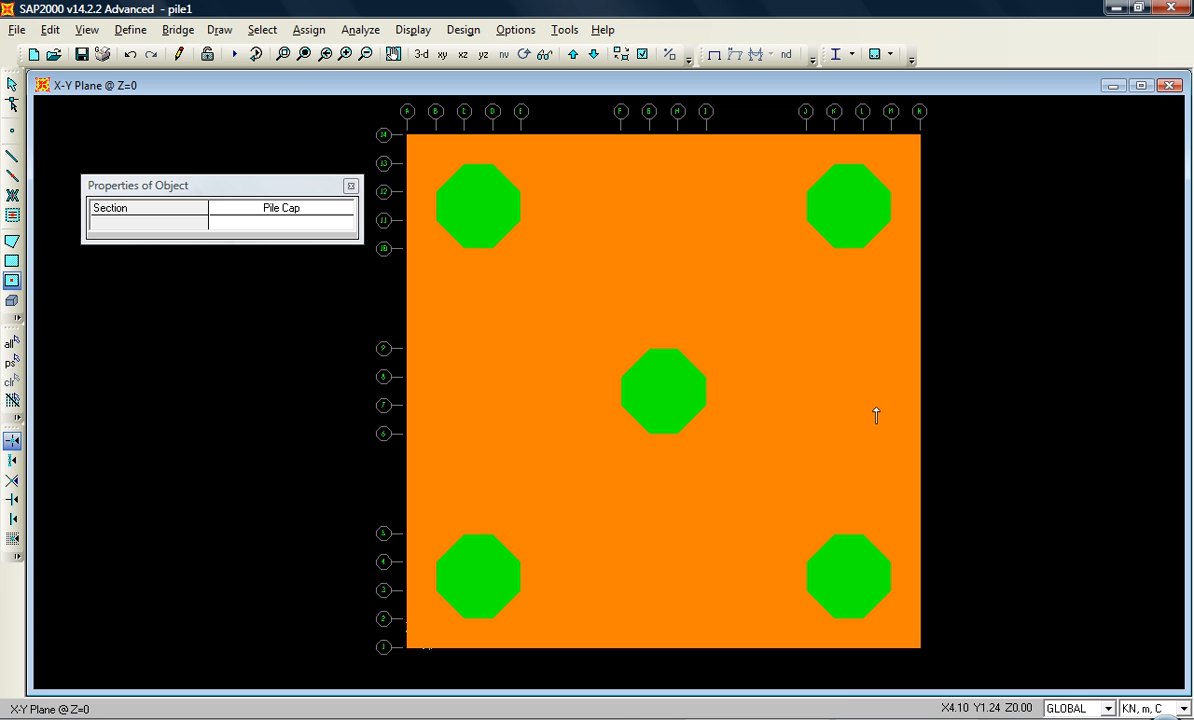 SAP2000 v14.2.2 Advanced - pile1
File Edit View Define Bridge Draw Select Assign Analyze Display Design Options Tools Help
3-d xy xz yz nv nd
X-Y Plane @ Z=0
A B C D E F G H I J K L M N
14
13
12
11
10
9
8
7
6
5
4
3
2
1
Properties of Object
Section Pile Cap
all
ps
clr
X-Y Plane @ Z=0 X4.10 Y1.24 Z0.00 GLOBAL KN, m, C